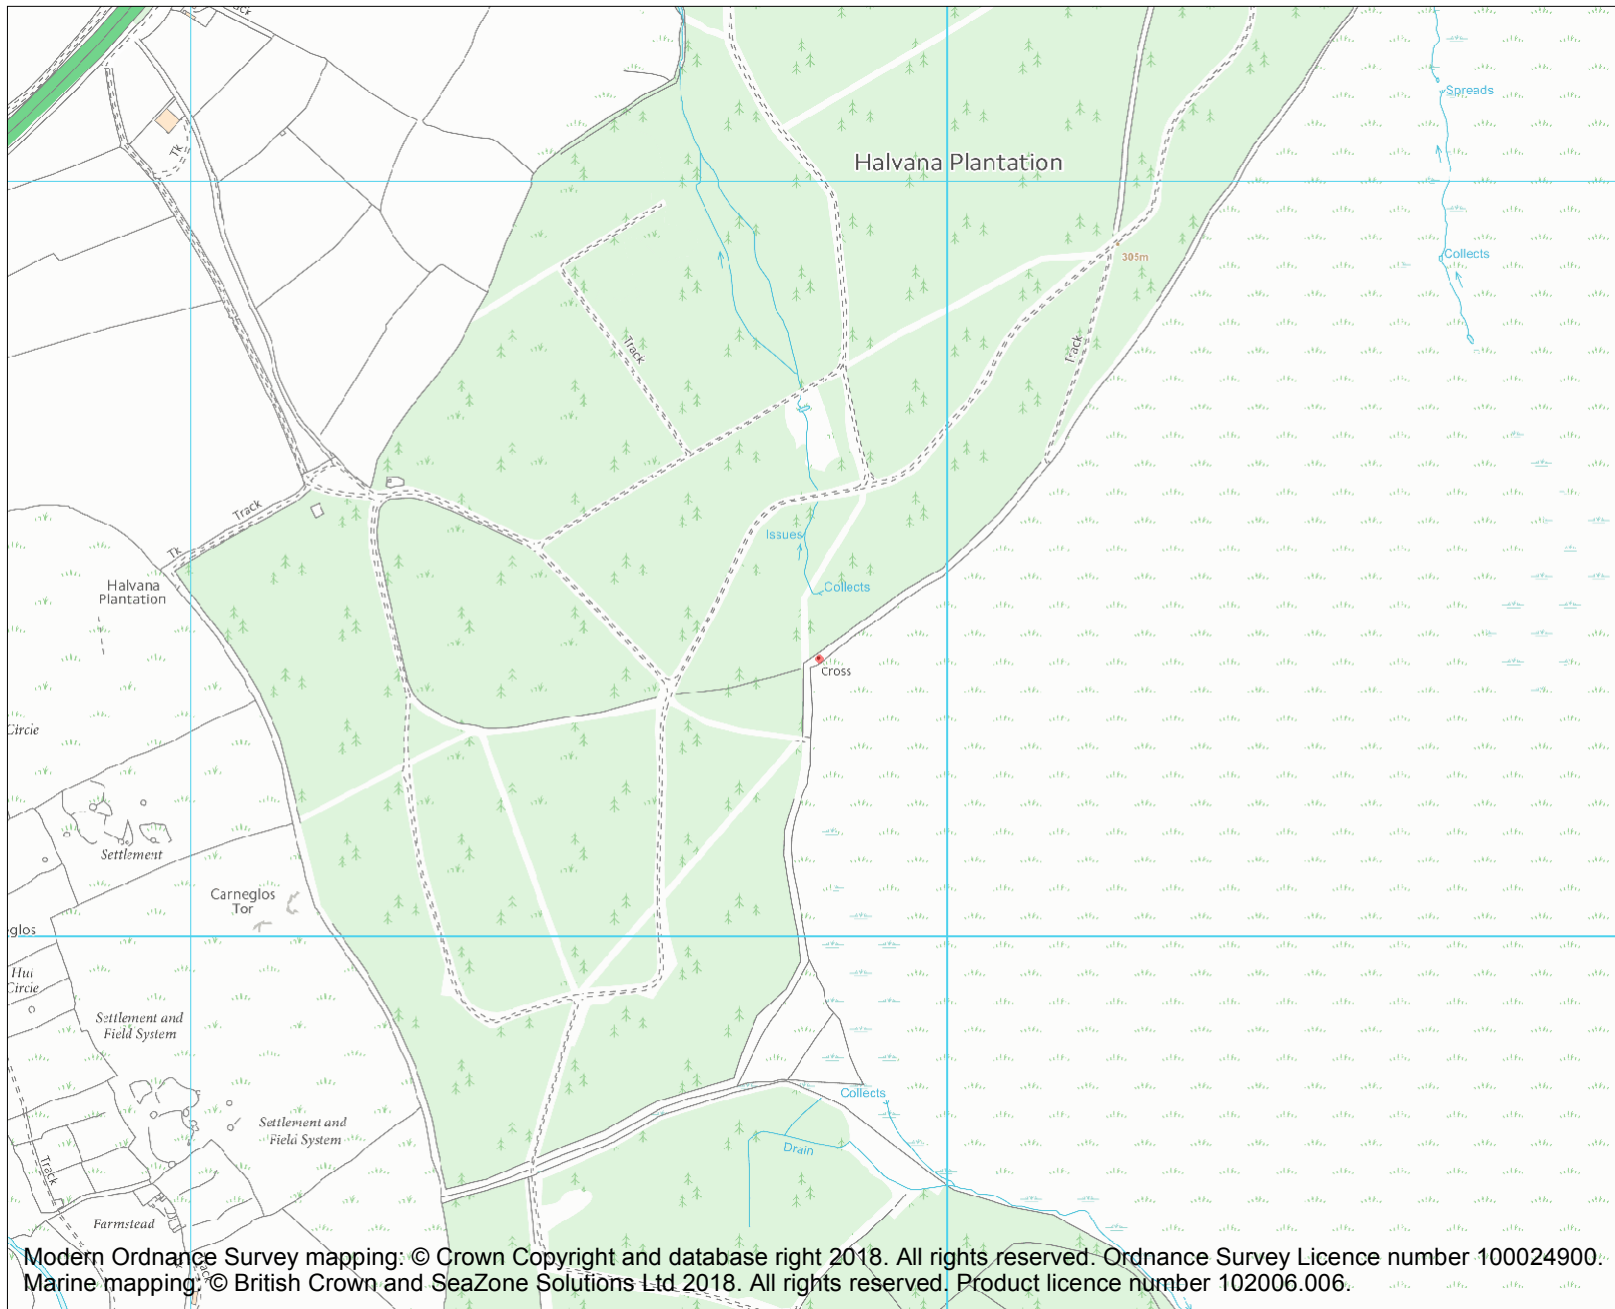 Tk
Spreads
Halvana Plantation
Collects
305m
Track
Track
Track
Tk
Issues
Halvana
Plantation
Collects
Cross
Circle
Settlement
Carneglos
Tor
glos
Hut
Circle
Settlement and
Field System
Collects
Settlement and
Field System
Drain
Track
Farmstead
Modern Ordnance Survey mapping: © Crown Copyright and database right 2018. All rights reserved. Ordnance Survey Licence number 100024900.
Marine mapping: © British Crown and SeaZone Solutions Ltd 2018. All rights reserved. Product licence number 102006.006.